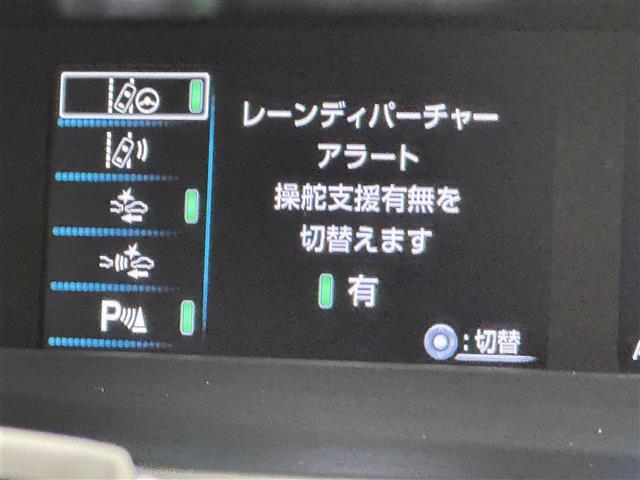 レーンディパーチャー
アラート
操舵支援有無を
切替えます
有
P
:切替